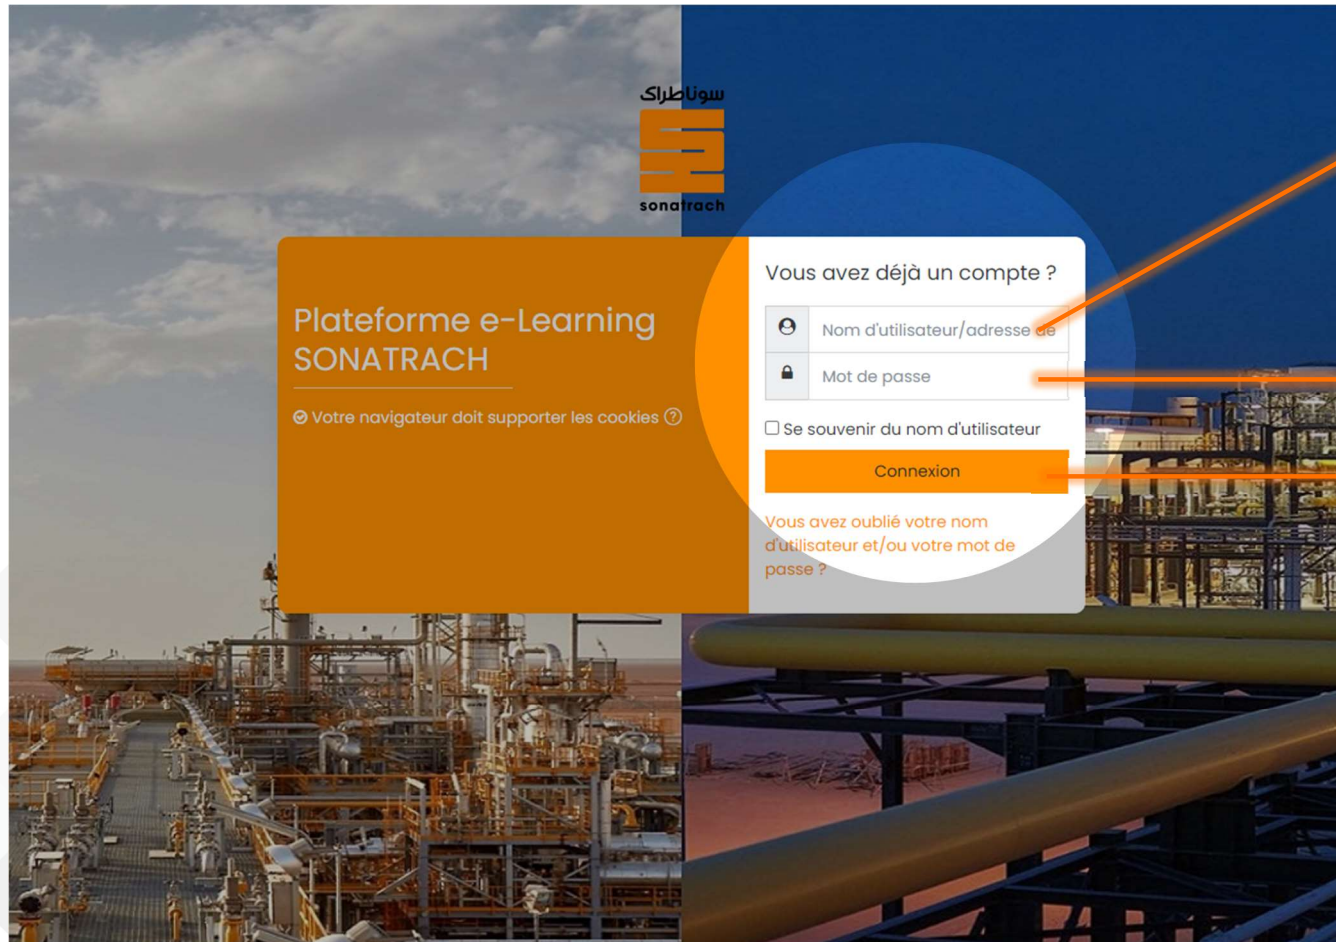 سوناطراك
sonatrach
Plateforme e-Learning
SONATRACH
Votre navigateur doit supporter les cookies
Vous avez déjà un compte ?
Nom d'utilisateur/adresse de
Mot de passe
Se souvenir du nom d'utilisateur
Connexion
Vous avez oublié votre nom
d'utilisateur et/ou votre mot de
passe ?